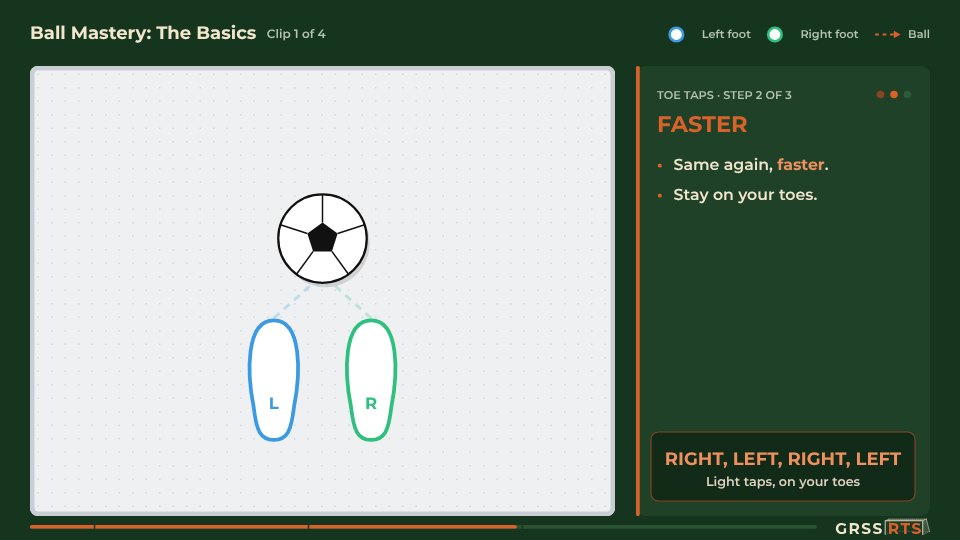 Ball Mastery: The Basics Clip 1 of 4
Left foot Right foot Ball
TOE TAPS · STEP 2 OF 3
FASTER
• Same again, faster.
• Stay on your toes.
L R
RIGHT, LEFT, RIGHT, LEFT
Light taps, on your toes
GRSSRTS